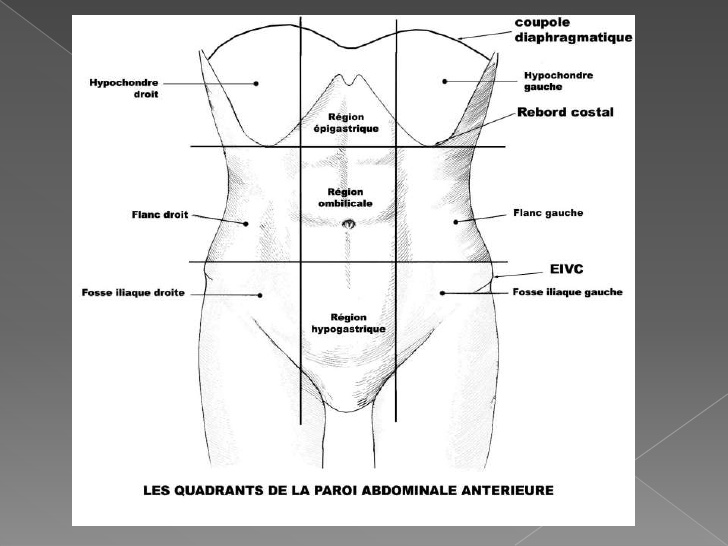 coupole
diaphragmatique
Hypochondre
droit
Hypochondre
gauche
Région
épigastrique
Rebord costal
Région
ombilicale
Flanc droit
Flanc gauche
EIVC
Fosse iliaque droite
Fosse iliaque gauche
Région
hypogastrique
LES QUADRANTS DE LA PAROI ABDOMINALE ANTERIEURE